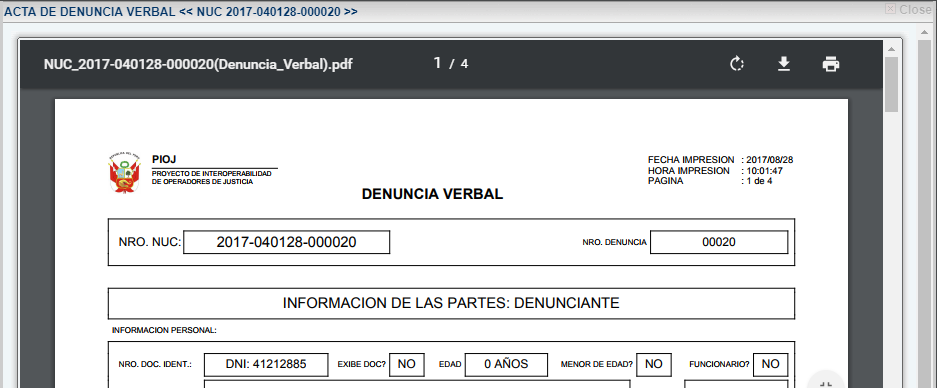 ACTA DE DENUNCIA VERBAL << NUC 2017-040128-000020 >>
Close
NUC_2017-040128-000020(Denuncia_Verbal).pdf 1 / 4
REPUBLICA DEL PERU
PIOJ
PROYECTO DE INTEROPERABILIDAD
DE OPERADORES DE JUSTICIA
FECHA IMPRESION : 2017/08/28
HORA IMPRESION : 10:01:47
PAGINA : 1 de 4
DENUNCIA VERBAL
NRO. NUC: 2017-040128-000020 NRO. DENUNCIA 00020
INFORMACION DE LAS PARTES: DENUNCIANTE
INFORMACION PERSONAL:
NRO. DOC. IDENT.: DNI: 41212885 EXIBE DOC? NO EDAD 0 AÑOS MENOR DE EDAD? NO FUNCIONARIO? NO